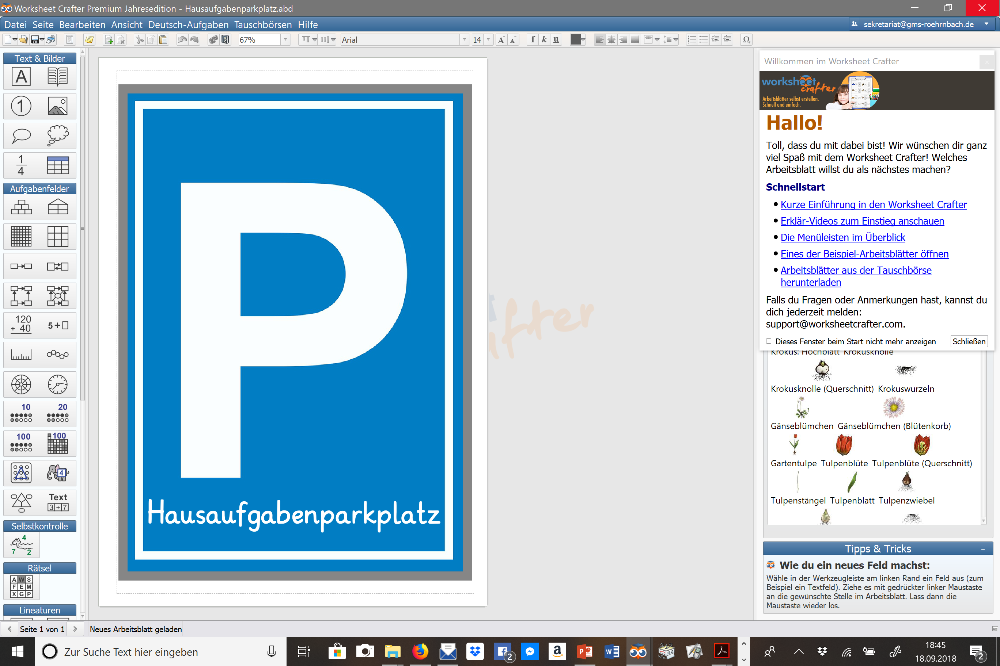 Worksheet Crafter Premium Jahresedition - Hausaufgabenparkplatz.abd
Datei Seite Bearbeiten Ansicht Deutsch-Aufgaben Tauschbörsen Hilfe
sekretariat@gms-roehrnbach.de
67%
Arial
14
f k u
Text & Bilder
A
1
1
4
Aufgabenfelder
120
+ 40
5+
10 20
100 100
4
Text
3+7
Selbstkontrolle
4
7 2
Rätsel
A W S
F E M
X G P
Lineaturen
P
Hausaufgabenparkplatz
Willkommen im Worksheet Crafter
worksheet
crafter
Arbeitsblätter selbst erstellen.
Schnell und einfach.
Hallo!
Toll, dass du mit dabei bist! Wir wünschen dir ganz
viel Spaß mit dem Worksheet Crafter! Welches
Arbeitsblatt willst du als nächstes machen?
Schnellstart
Kurze Einführung in den Worksheet Crafter
Erklär-Videos zum Einstieg anschauen
Die Menüleisten im Überblick
Eines der Beispiel-Arbeitsblätter öffnen
Arbeitsblätter aus der Tauschbörse
herunterladen
Falls du Fragen oder Anmerkungen hast, kannst du
dich jederzeit melden:
support@worksheetcrafter.com.
Dieses Fenster beim Start nicht mehr anzeigen Schließen
Krokus: Hochblatt Krokusknolle
Krokusknolle (Querschnitt) Krokuswurzeln
Gänseblümchen Gänseblümchen (Blütenkorb)
Gartentulpe Tulpenblüte Tulpenblüte (Querschnitt)
Tulpenstängel Tulpenblatt Tulpenzwiebel
Tipps & Tricks
Wie du ein neues Feld machst:
Wähle in der Werkzeugleiste am linken Rand ein Feld aus (zum
Beispiel ein Textfeld). Ziehe es mit gedrückter linker Maustaste
an die gewünschte Stelle im Arbeitsblatt. Lass dann die
Maustaste wieder los.
Seite 1 von 1 Neues Arbeitsblatt geladen
Zur Suche Text hier eingeben
2
18:45
18.09.2018
2